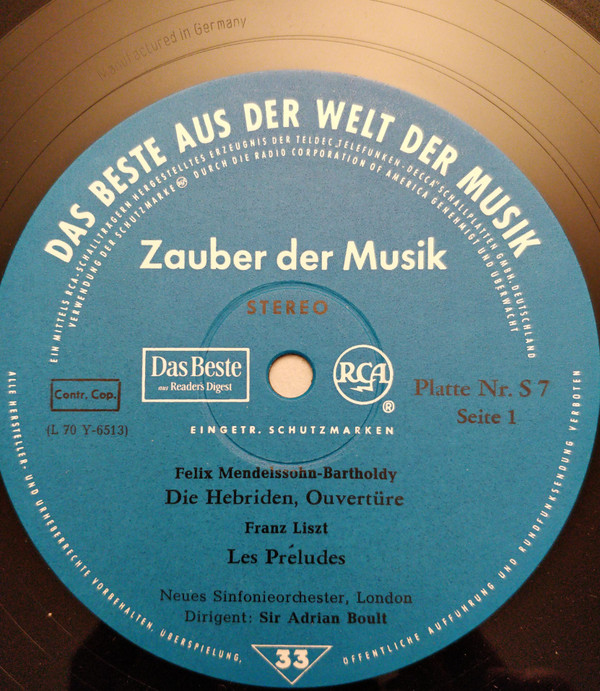 Manufactured in Germany
DAS BESTE AUS DER WELT DER MUSIK
EIN MITTELS RCA-SCHALLTRÄGERN HERGESTELLTES ERZEUGNIS DER TELDEC „TELEFUNKEN-DECCA“ SCHALLPLATTEN GMBH, DEUTSCHLAND
VERWENDUNG DER SCHUTZMARKE RCA DURCH DIE RADIO CORPORATION OF AMERICA GENEHMIGT UND ÜBERWACHT
Zauber der Musik
STEREO
Das Beste
aus Reader's Digest
RCA
®
Contr. Cop.
(L 70 Y-6513)
Platte Nr. S 7
Seite 1
EINGETR. SCHUTZMARKEN
Felix Mendelssohn-Bartholdy
Die Hebriden, Ouvertüre
Franz Liszt
Les Préludes
Neues Sinfonieorchester, London
Dirigent: Sir Adrian Boult
33
ALLE HERSTELLER- UND URHEBERRECHTE VORBEHALTEN, ÜBERSPIELUNG, ÖFFENTLICHE AUFFÜHRUNG UND RUNDFUNKSENDUNG VERBOTEN